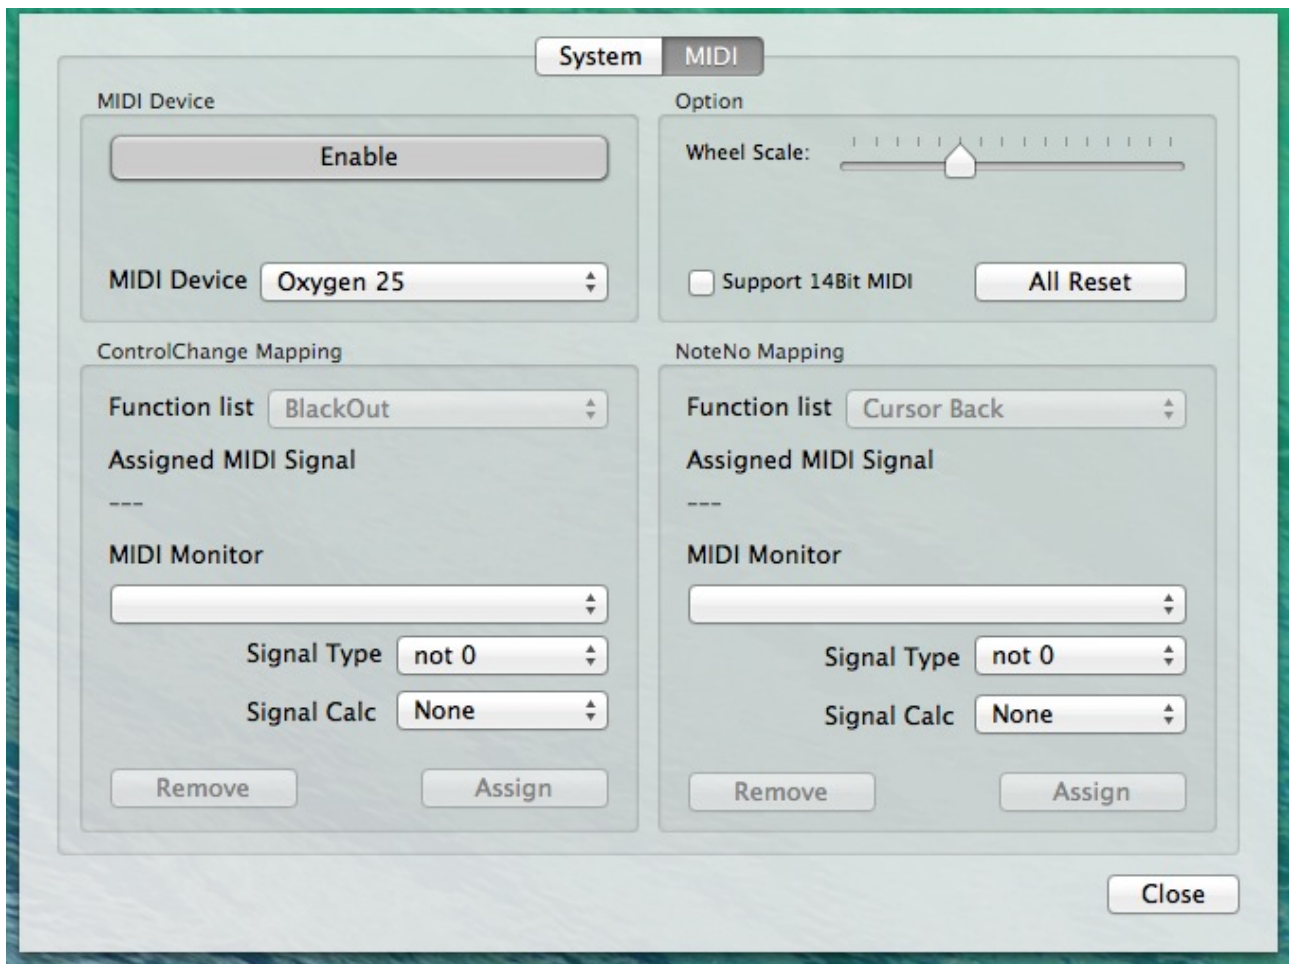 System MIDI
MIDI Device
Enable
MIDI Device Oxygen 25
Option
Wheel Scale:
Support 14Bit MIDI All Reset
ControlChange Mapping
Function list BlackOut
Assigned MIDI Signal
---
MIDI Monitor
Signal Type not 0
Signal Calc None
Remove Assign
NoteNo Mapping
Function list Cursor Back
Assigned MIDI Signal
---
MIDI Monitor
Signal Type not 0
Signal Calc None
Remove Assign
Close